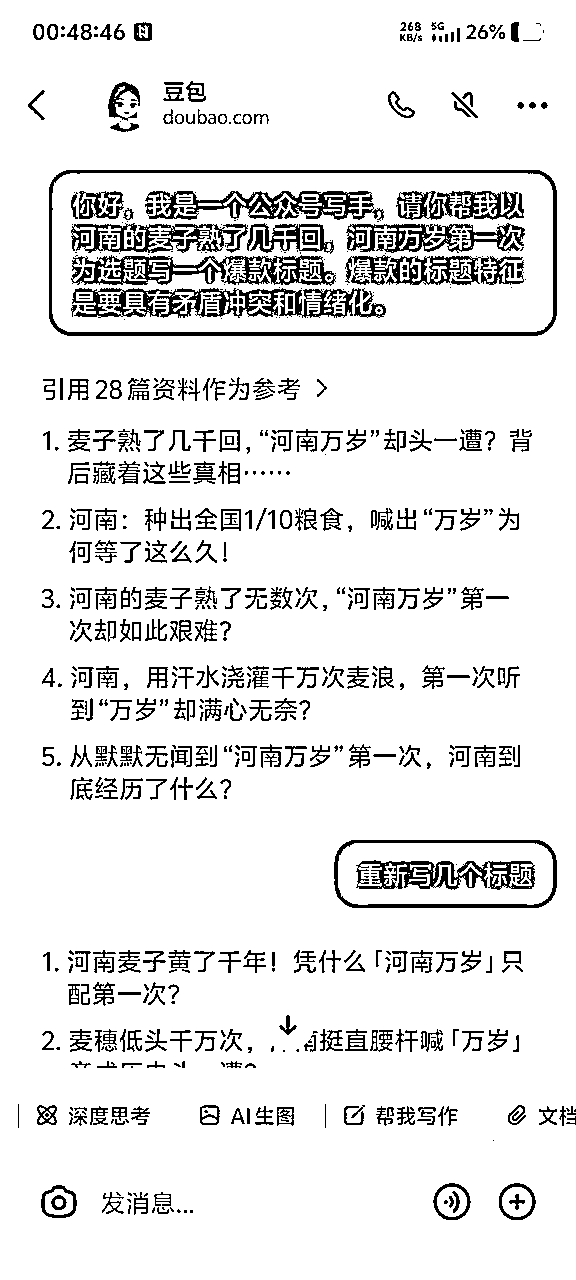 00:48:46
268 KB/s 5G 26%
豆包
doubao.com
你好。我是一个公众号写手。请你帮我以
河南的麦子熟了几千回，河南万岁第一次
为选题写一个爆款标题。爆款的标题特征
是要具有矛盾冲突和情绪化。
引用28篇资料作为参考
1. 麦子熟了几千回，“河南万岁”却头一遭？背
后藏着这些真相……
2. 河南：种出全国1/10粮食，喊出“万岁”为
何等了这么久！
3. 河南的麦子熟了无数次，“河南万岁”第一
次却如此艰难？
4. 河南，用汗水浇灌千万次麦浪，第一次听
到“万岁”却满心无奈？
5. 从默默无闻到“河南万岁”第一次，河南到
底经历了什么？
重新写几个标题
1. 河南麦子黄了千年！凭什么「河南万岁」只
配第一次？
2. 麦穗低头千万次，南挺直腰杆喊「万岁」
深度思考
AI生图
帮我写作
文档
发消息...